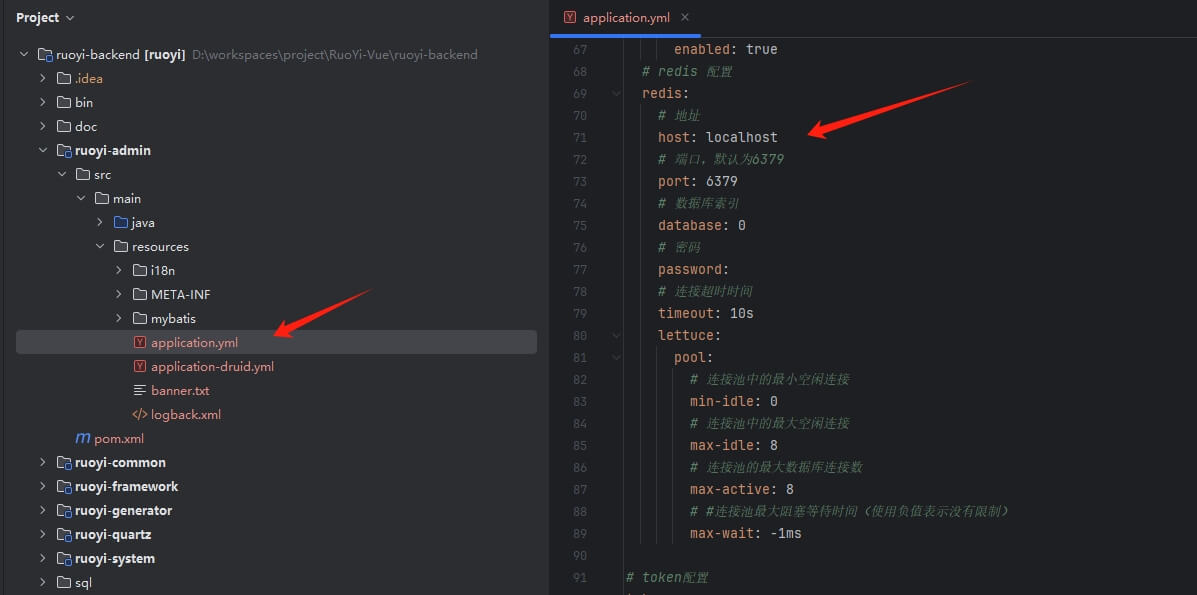 Project
ruoyi-backend [ruoyi] D:\workspaces\project\RuoYi-Vue\ruoyi-backend
.idea
bin
doc
ruoyi-admin
src
main
java
resources
i18n
META-INF
mybatis
application.yml
application-druid.yml
banner.txt
logback.xml
pom.xml
ruoyi-common
ruoyi-framework
ruoyi-generator
ruoyi-quartz
ruoyi-system
sql
application.yml
67 enabled: true
68 # redis 配置
69 redis:
70 # 地址
71 host: localhost
72 # 端口，默认为6379
73 port: 6379
74 # 数据库索引
75 database: 0
76 # 密码
77 password:
78 # 连接超时时间
79 timeout: 10s
80 lettuce:
81 pool:
82 # 连接池中的最小空闲连接
83 min-idle: 0
84 # 连接池中的最大空闲连接
85 max-idle: 8
86 # 连接池的最大数据库连接数
87 max-active: 8
88 # #连接池最大阻塞等待时间（使用负值表示没有限制）
89 max-wait: -1ms
90
91 # token配置